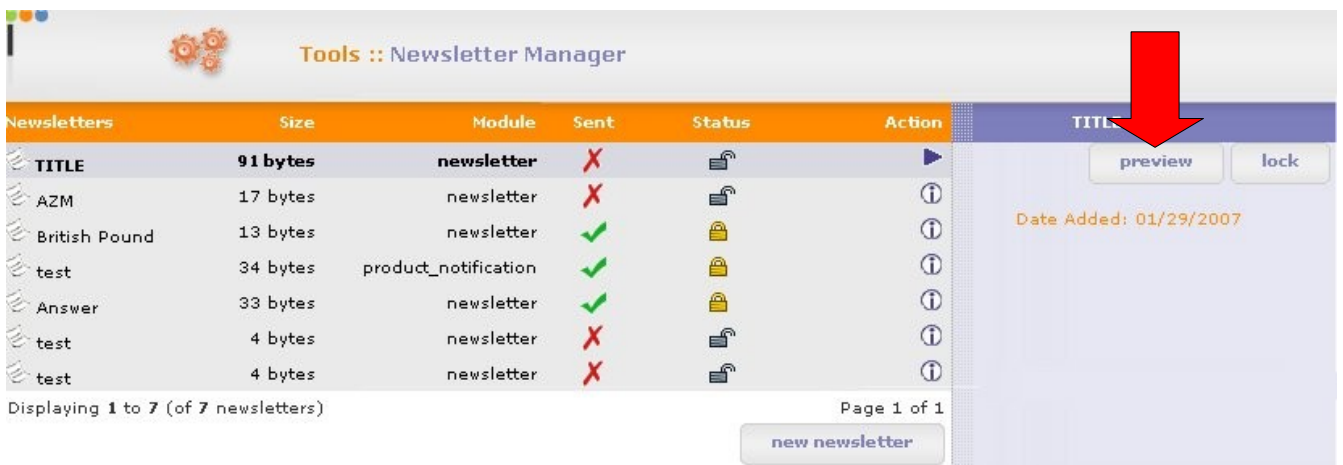 Tools :: Newsletter Manager
Newsletters Size Module Sent Status Action TITLE
TITLE 91 bytes newsletter
preview lock
AZM 17 bytes newsletter
Date Added: 01/29/2007
British Pound 13 bytes newsletter
test 34 bytes product_notification
Answer 33 bytes newsletter
test 4 bytes newsletter
test 4 bytes newsletter
Displaying 1 to 7 (of 7 newsletters) Page 1 of 1
new newsletter